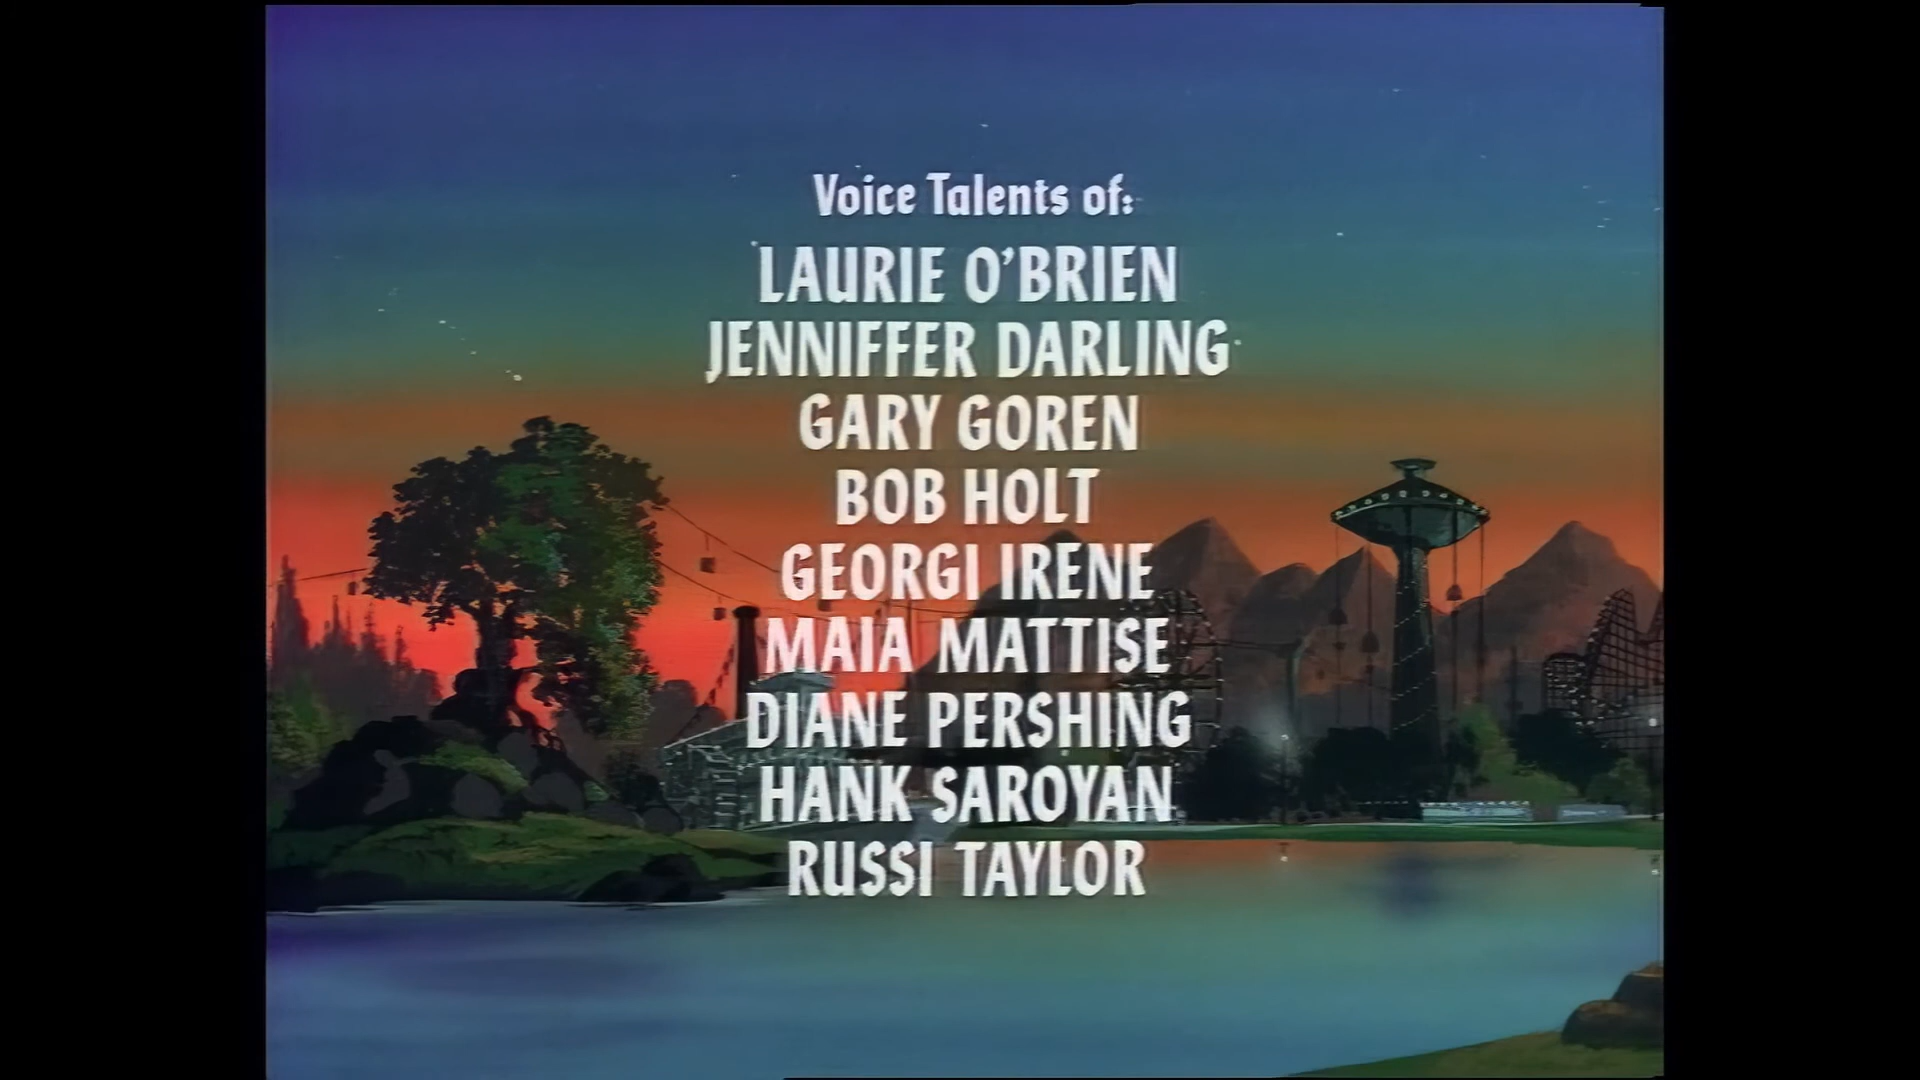 Voice Talents of:
LAURIE O'BRIEN
JENNIFFER DARLING
GARY GOREN
BOB HOLT
GEORGI IRENE
MAIA MATTISE
DIANE PERSHING
HANK SAROYAN
RUSSI TAYLOR